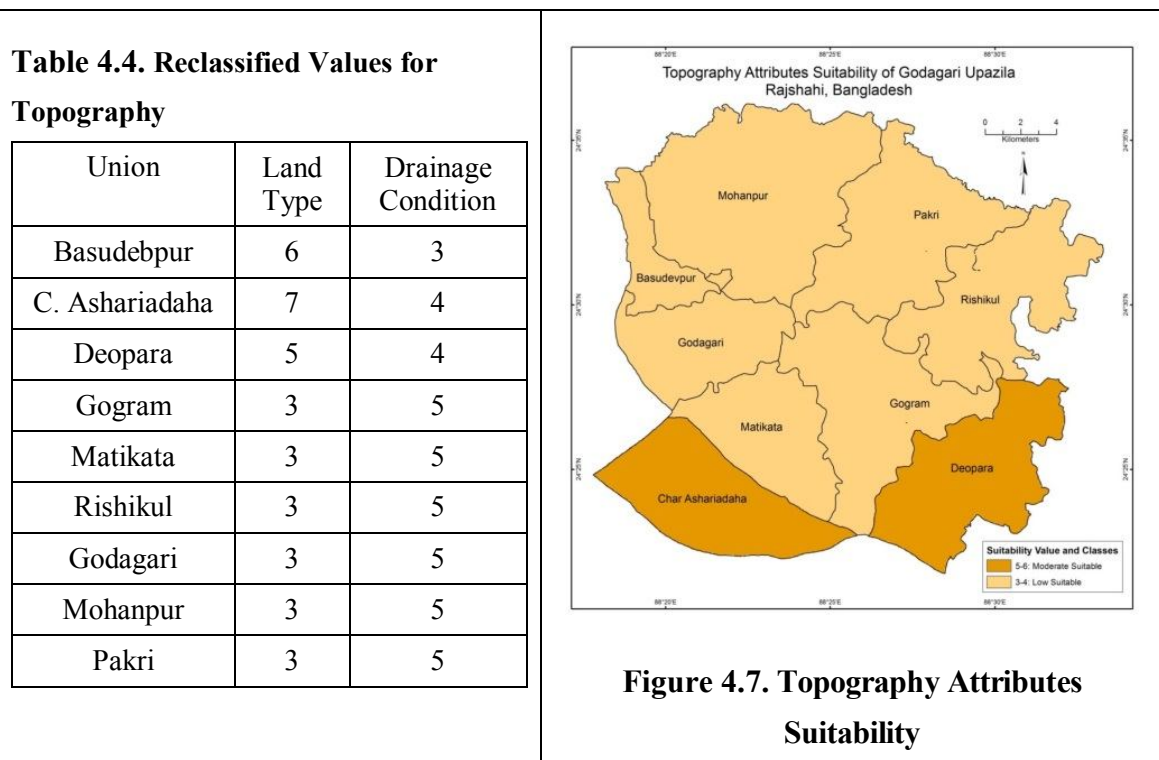 Table 4.4. Reclassified Values for
Topography
Union Land Type Drainage Condition
Basudebpur 6 3
C. Ashariadaha 7 4
Deopara 5 4
Gogram 3 5
Matikata 3 5
Rishikul 3 5
Godagari 3 5
Mohanpur 3 5
Pakri 3 5
Topography Attributes Suitability of Godagari Upazila
Rajshahi, Bangladesh
0 2 4
Kilometers
Mohanpur
Pakri
Basudevpur
Rishikul
Godagari
Gogram
Matikata
Deopara
Char Ashariadaha
Suitability Value and Classes
5-6: Moderate Suitable
3-4: Low Suitable
24°30'N
24°25'N
Figure 4.7. Topography Attributes
Suitability